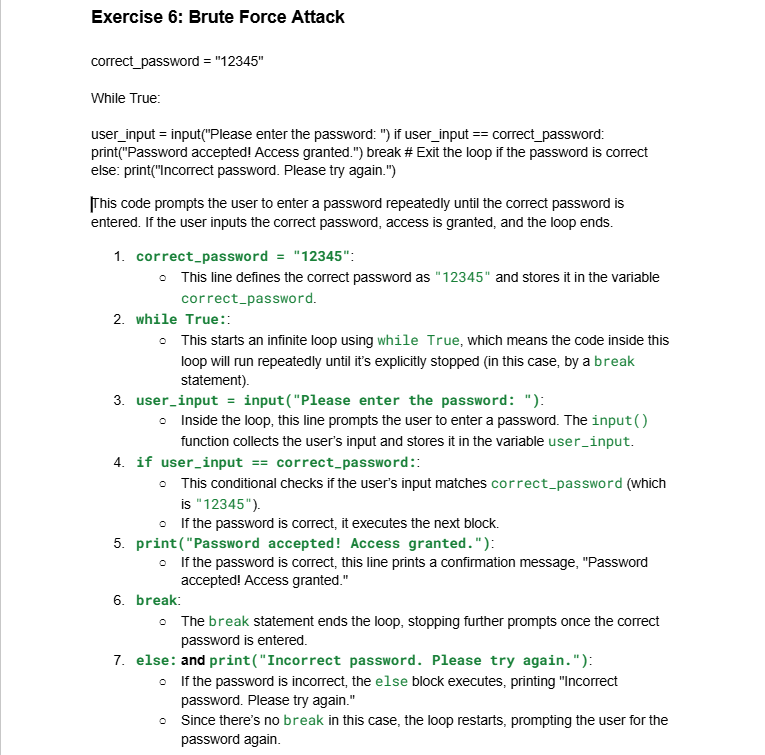 Exercise 6: Brute Force Attack
correct_password = "12345"
While True:
user_input = input("Please enter the password: ") if user_input == correct_password:
print("Password accepted! Access granted.") break # Exit the loop if the password is correct
else: print("Incorrect password. Please try again.")
This code prompts the user to enter a password repeatedly until the correct password is
entered. If the user inputs the correct password, access is granted, and the loop ends.
1. correct_password = "12345":
○ This line defines the correct password as "12345" and stores it in the variable
correct_password.
2. while True::
○ This starts an infinite loop using while True, which means the code inside this
loop will run repeatedly until it's explicitly stopped (in this case, by a break
statement).
3. user_input = input("Please enter the password: "):
○ Inside the loop, this line prompts the user to enter a password. The input()
function collects the user's input and stores it in the variable user_input.
4. if user_input == correct_password::
○ This conditional checks if the user's input matches correct_password (which
is "12345").
○ If the password is correct, it executes the next block.
5. print("Password accepted! Access granted."):
○ If the password is correct, this line prints a confirmation message, "Password
accepted! Access granted."
6. break:
○ The break statement ends the loop, stopping further prompts once the correct
password is entered.
7. else: and print("Incorrect password. Please try again."):
○ If the password is incorrect, the else block executes, printing "Incorrect
password. Please try again."
○ Since there's no break in this case, the loop restarts, prompting the user for the
password again.